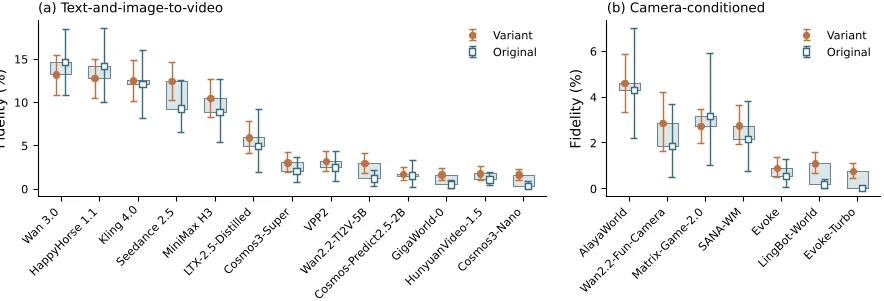 (a) Text-and-image-to-video
Fidelity (%)
15
10
5
0
Variant
Original
Wan 3.0
HappyHorse 1.1
Kling 4.0
Seedance 2.5
MiniMax H3
LTX-2.5-Distilled
Cosmos3-Super
VPP2
Wan2.2-TI2V-5B
Cosmos-Predict2.5-2B
GigaWorld-0
HunyuanVideo-1.5
Cosmos3-Nano
(b) Camera-conditioned
Fidelity (%)
6
4
2
0
Variant
Original
AlayaWorld
Wan2.2-Fun-Camera
Matrix-Game-2.0
SANA-WM
Evoke
LingBot-World
Evoke-Turbo